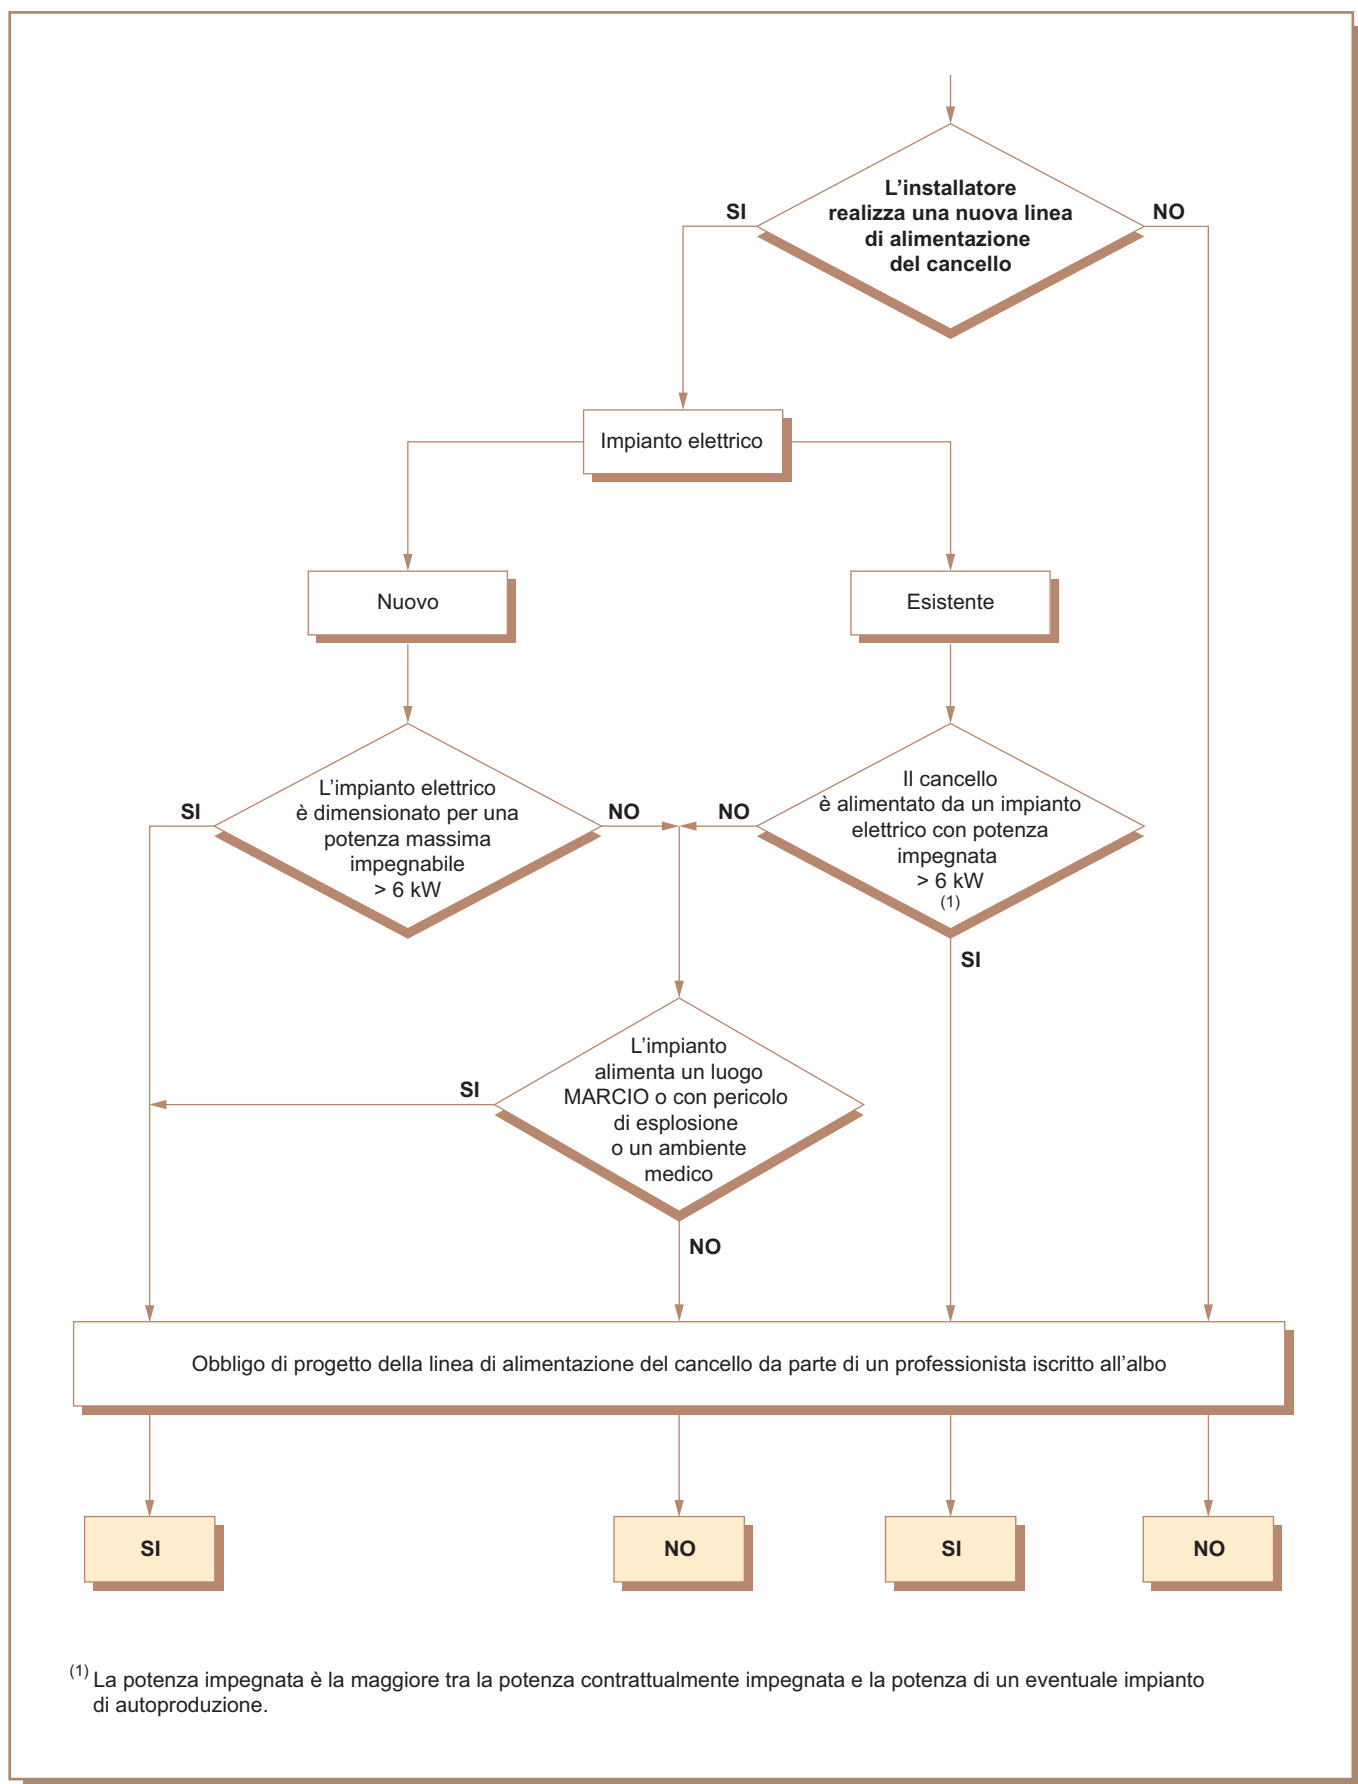 L'installatore
realizza una nuova linea
di alimentazione
del cancello
SI
NO
Impianto elettrico
Nuovo
Esistente
L'impianto elettrico
è dimensionato per una
potenza massima
impegnabile
> 6 kW
SI
NO
Il cancello
è alimentato da un impianto
elettrico con potenza
impegnata
> 6 kW
(1)
NO
SI
L'impianto
alimenta un luogo
MARCIO o con pericolo
di esplosione
o un ambiente
medico
SI
NO
Obbligo di progetto della linea di alimentazione del cancello da parte di un professionista iscritto all'albo
SI
NO
SI
NO
(1) La potenza impegnata è la maggiore tra la potenza contrattualmente impegnata e la potenza di un eventuale impianto
di autoproduzione.